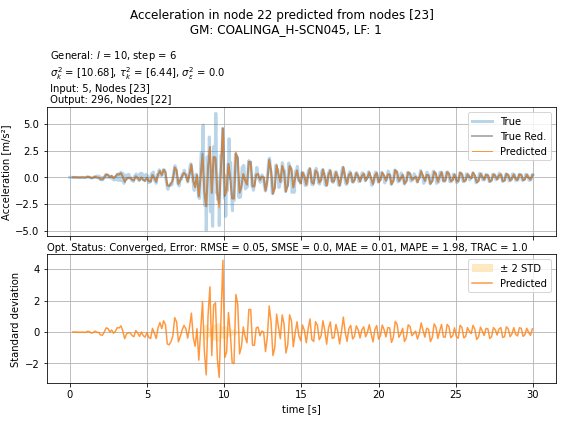 Acceleration in node 22 predicted from nodes [23]
GM: COALINGA_H-SCN045, LF: 1
General: l = 10, step = 6
σ²ₖ = [10.68], τ²ₖ = [6.44], σ²ε = 0.0
Input: 5, Nodes [23]
Output: 296, Nodes [22]
Acceleration [m/s²]
5.0
2.5
0.0
−2.5
−5.0
True
True Red.
Predicted
Opt. Status: Converged, Error: RMSE = 0.05, SMSE = 0.0, MAE = 0.01, MAPE = 1.98, TRAC = 1.0
Standard deviation
4
2
0
−2
± 2 STD
Predicted
0 5 10 15 20 25 30
time [s]